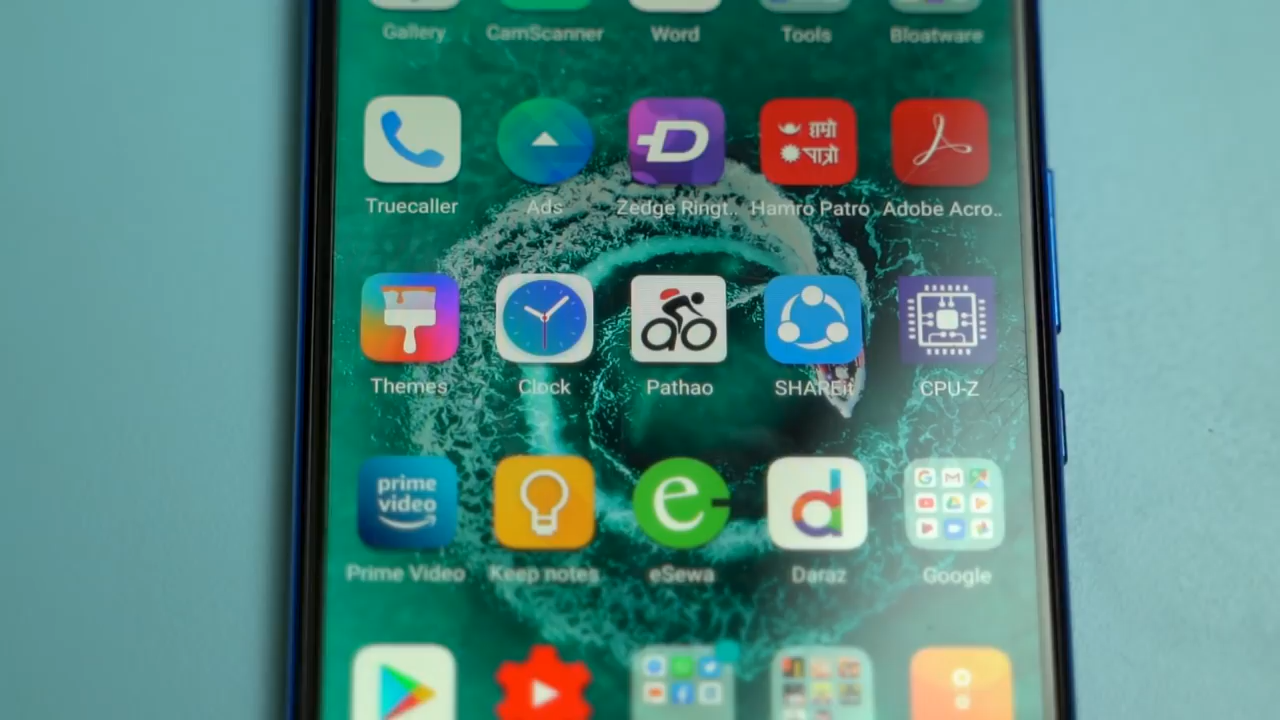 Gallery CamScanner Word Tools Bloatware
D हाम्रो
पात्रो
Truecaller Ads Zedge Ringt.. Hamro Patro Adobe Acro..
Themes Clock Pathao SHAREit CPU-Z
prime
video e d
Prime Video Keep notes eSewa Daraz Google